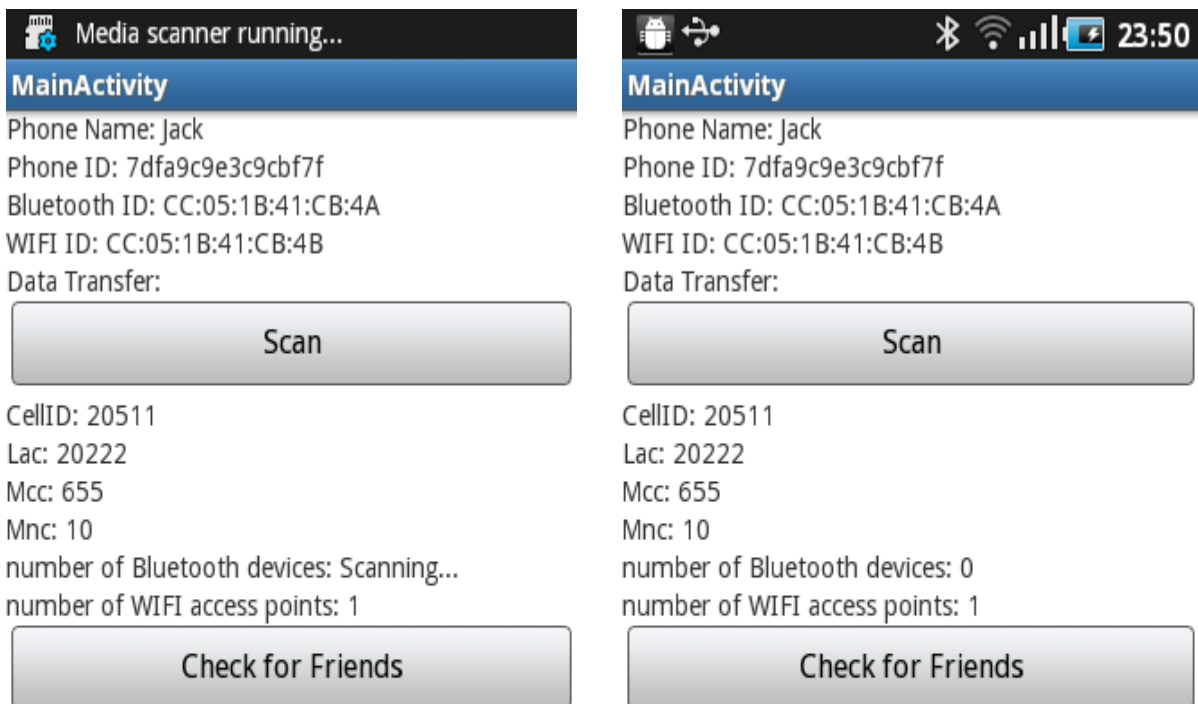 Media scanner running...
MainActivity
Phone Name: Jack
Phone ID: 7dfa9c9e3c9cbf7f
Bluetooth ID: CC:05:1B:41:CB:4A
WIFI ID: CC:05:1B:41:CB:4B
Data Transfer:
Scan
CellID: 20511
Lac: 20222
Mcc: 655
Mnc: 10
number of Bluetooth devices: Scanning...
number of WIFI access points: 1
Check for Friends
23:50
MainActivity
Phone Name: Jack
Phone ID: 7dfa9c9e3c9cbf7f
Bluetooth ID: CC:05:1B:41:CB:4A
WIFI ID: CC:05:1B:41:CB:4B
Data Transfer:
Scan
CellID: 20511
Lac: 20222
Mcc: 655
Mnc: 10
number of Bluetooth devices: 0
number of WIFI access points: 1
Check for Friends